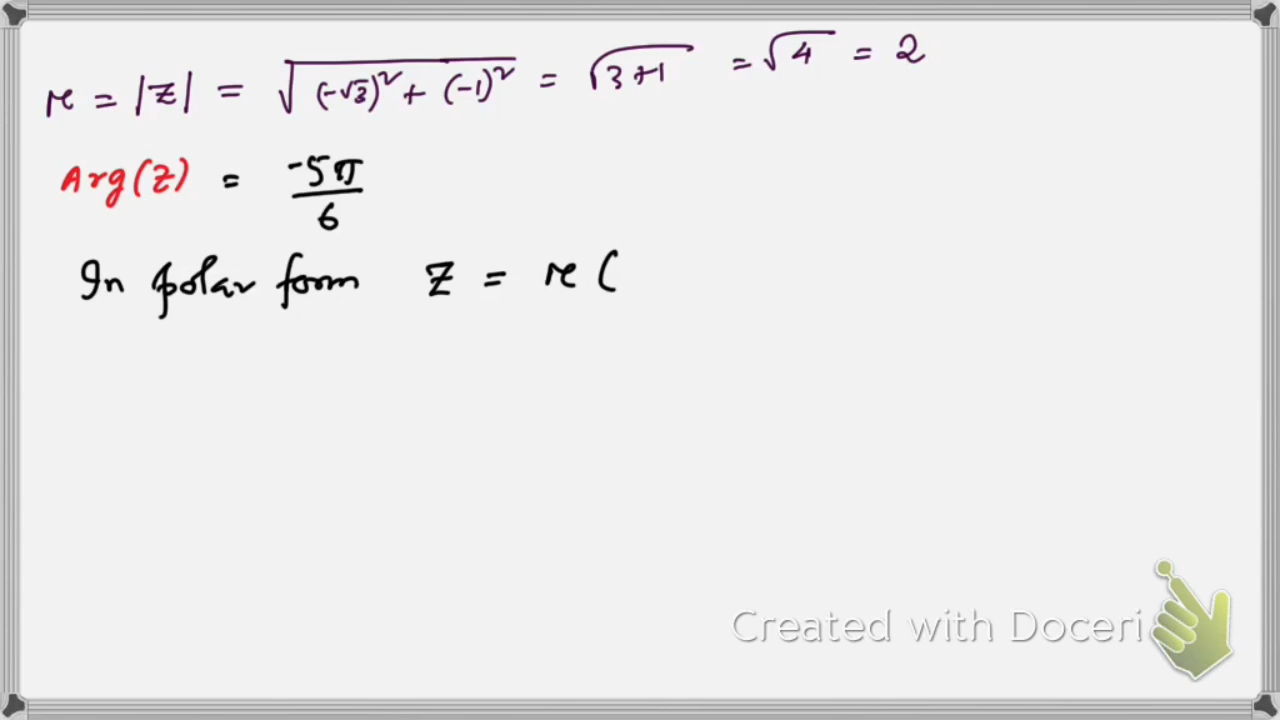 r = |z| = √((-√3)² + (-1)²) = √(3+1) = √4 = 2
Arg(z) = -5π/6
In polar form z = r (
Created with Doceri